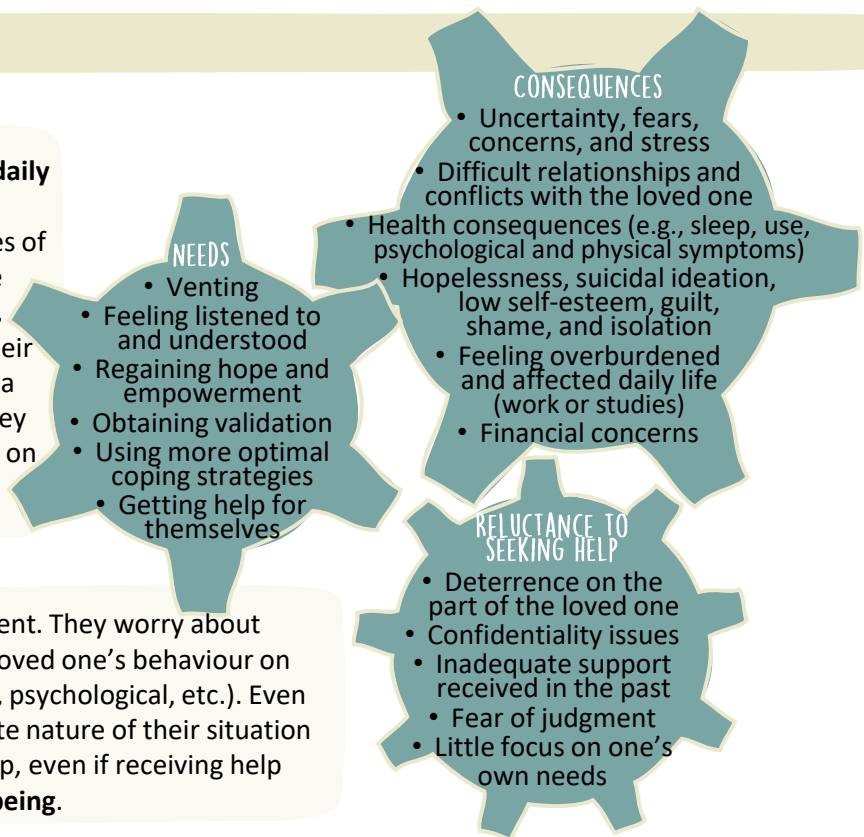 daily
es of
e
,
eir
a
ey
on
NEEDS
• Venting
• Feeling listened to
and understood
• Regaining hope and
empowerment
• Obtaining validation
• Using more optimal
coping strategies
• Getting help for
themselves
CONSEQUENCES
• Uncertainty, fears,
concerns, and stress
• Difficult relationships and
conflicts with the loved one
• Health consequences (e.g., sleep, use,
psychological and physical symptoms)
• Hopelessness, suicidal ideation,
low self-esteem, guilt,
shame, and isolation
• Feeling overburdened
and affected daily life
(work or studies)
• Financial concerns
RELUCTANCE TO
SEEKING HELP
• Deterrence on the
part of the loved one
• Confidentiality issues
• Inadequate support
received in the past
• Fear of judgment
• Little focus on one's
own needs
ent. They worry about
oved one's behaviour on
, psychological, etc.). Even
te nature of their situation
p, even if receiving help
being.